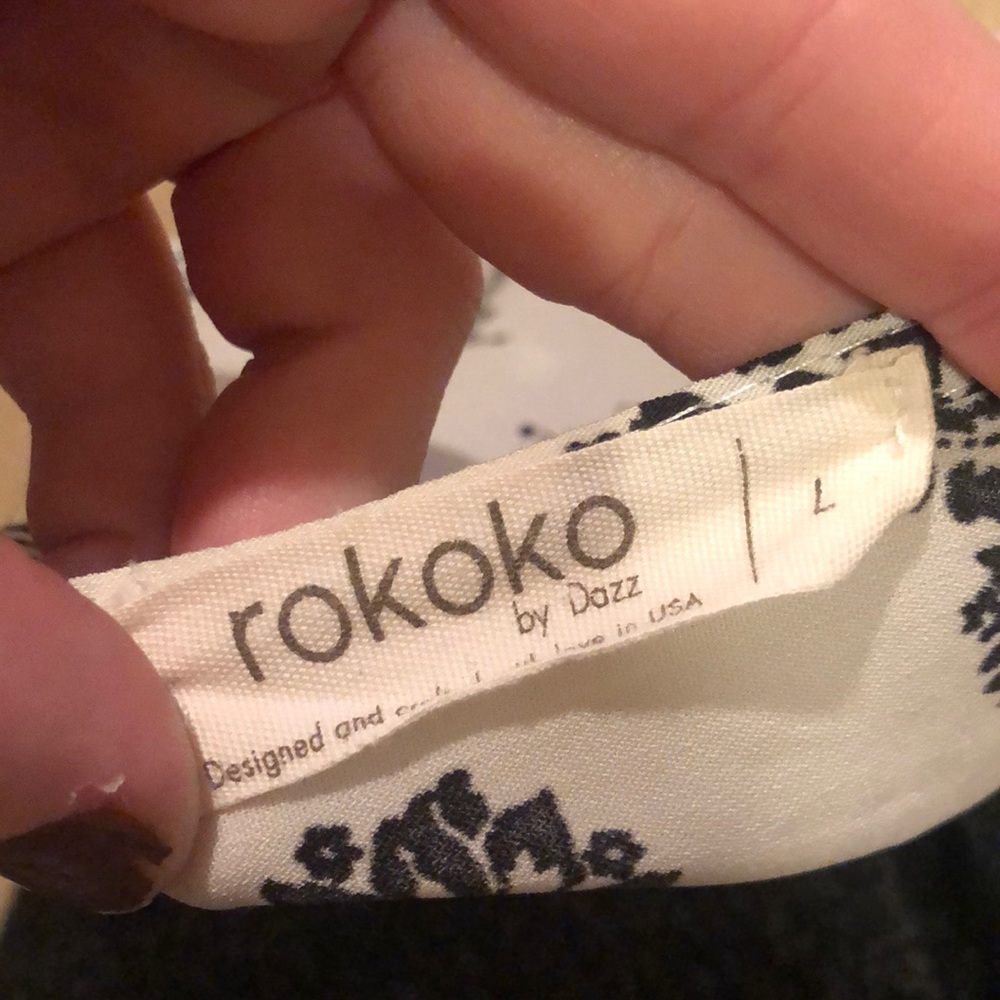 rokoko
by Dazz
Designed and love in USA
L